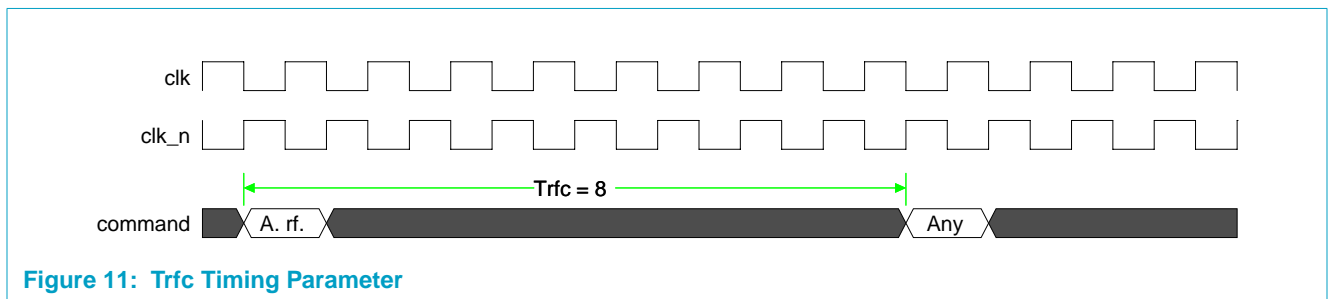 clk
clk_n
Trfc = 8
command A. rf. Any
Figure 11: Trfc Timing Parameter